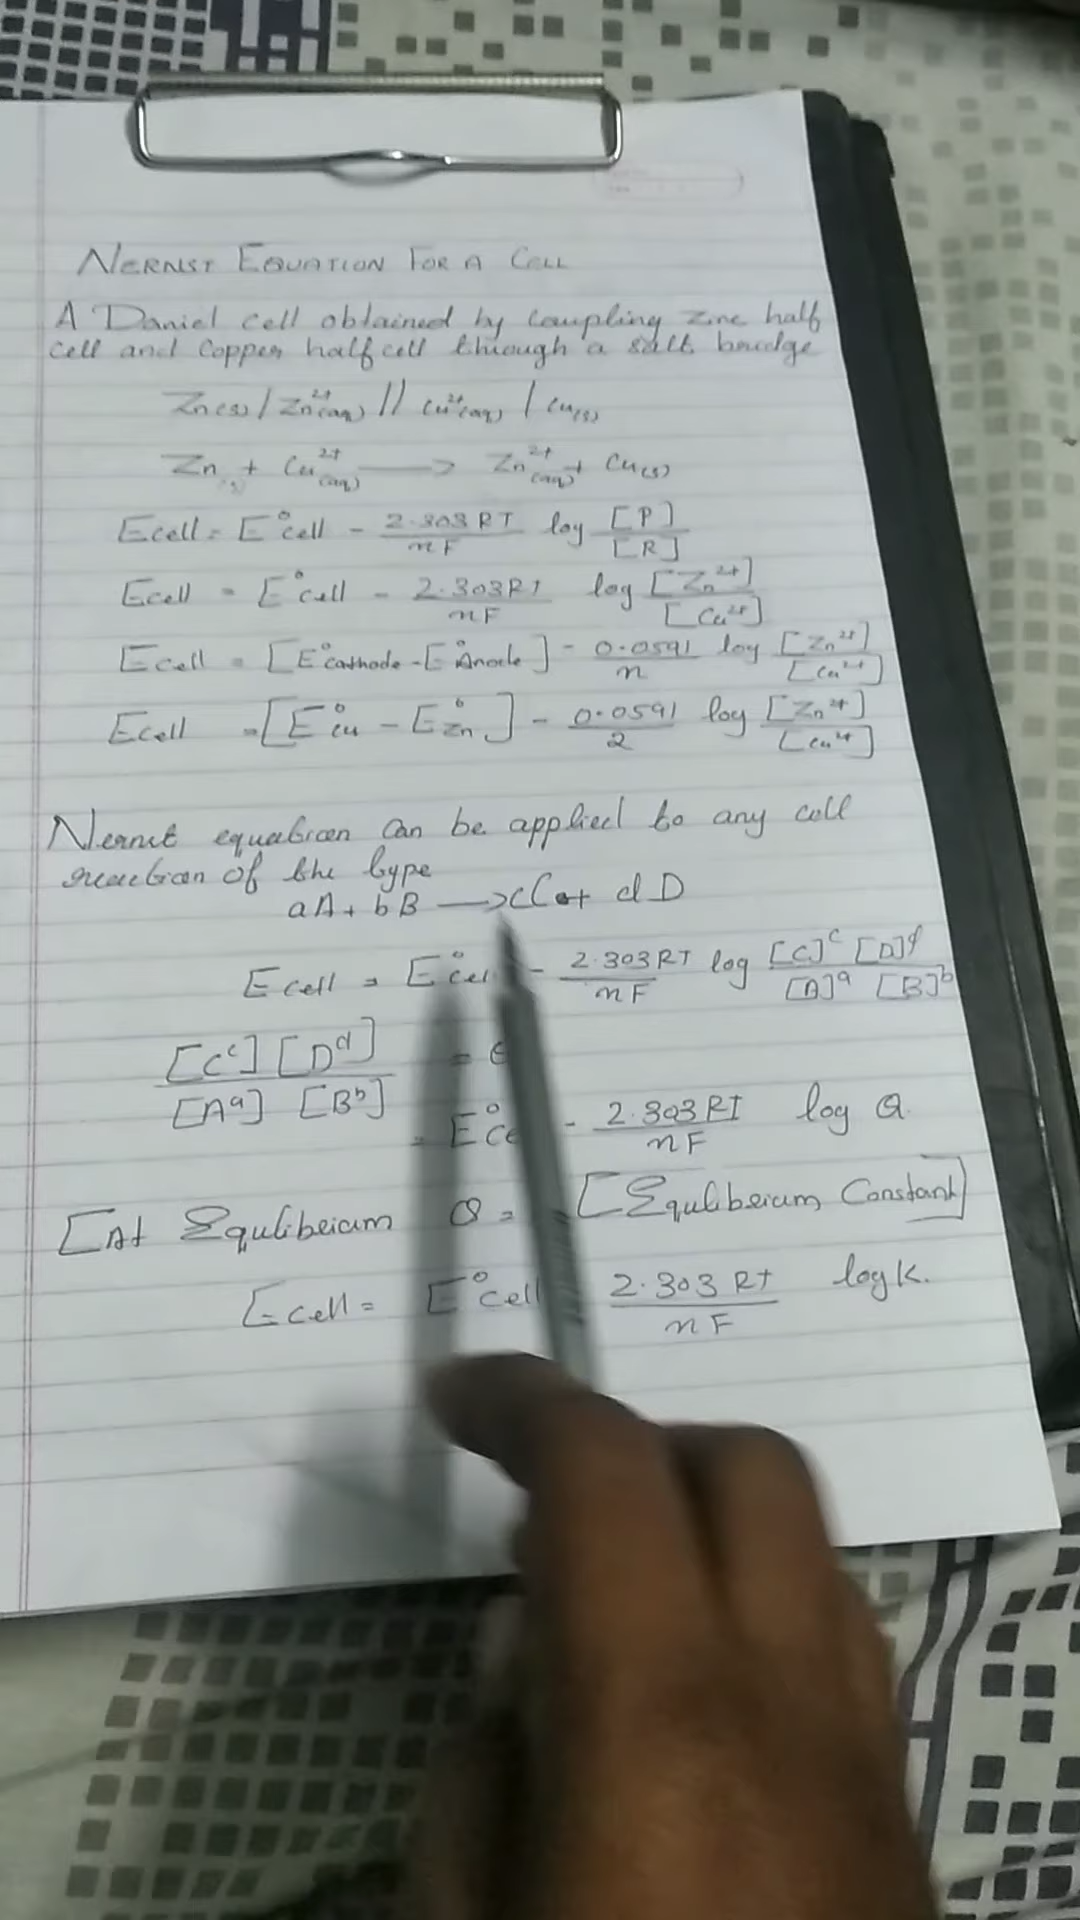 NERNST EQUATION FOR A CELL
A Daniel cell obtained by coupling zinc half
cell and Copper half cell through a salt bridge
Zn(s) / Zn²⁺(aq) // Cu²⁺(aq) / Cu(s)
Zn(s) + Cu²⁺(aq) ⟶ Zn²⁺(aq) + Cu(s)
Ecell = E°cell - 2.303RT/nF log [P]/[R]
Ecell = E°cell - 2.303RT/nF log [Zn²⁺]/[Cu²⁺]
Ecell = [E°cathode - E°Anode] - 0.0591/n log [Zn²⁺]/[Cu²⁺]
Ecell = [E°Cu - E°Zn] - 0.0591/2 log [Zn²⁺]/[Cu²⁺]
Nernst equation can be applied to any cell
reaction of the type
aA + bB ⟶ cC + dD
Ecell = E°cel - 2.303RT/nF log [C]ᶜ [D]ᵈ/[A]ᵃ [B]ᵇ
[Cᶜ] [Dᵈ]/[Aᵃ] [Bᵇ] =
= E°ce - 2.303RT/nF log Q
[At Equlibeium Q = [Equlibeium Constant]
Ecell = E°cell 2.303RT/nF log K.